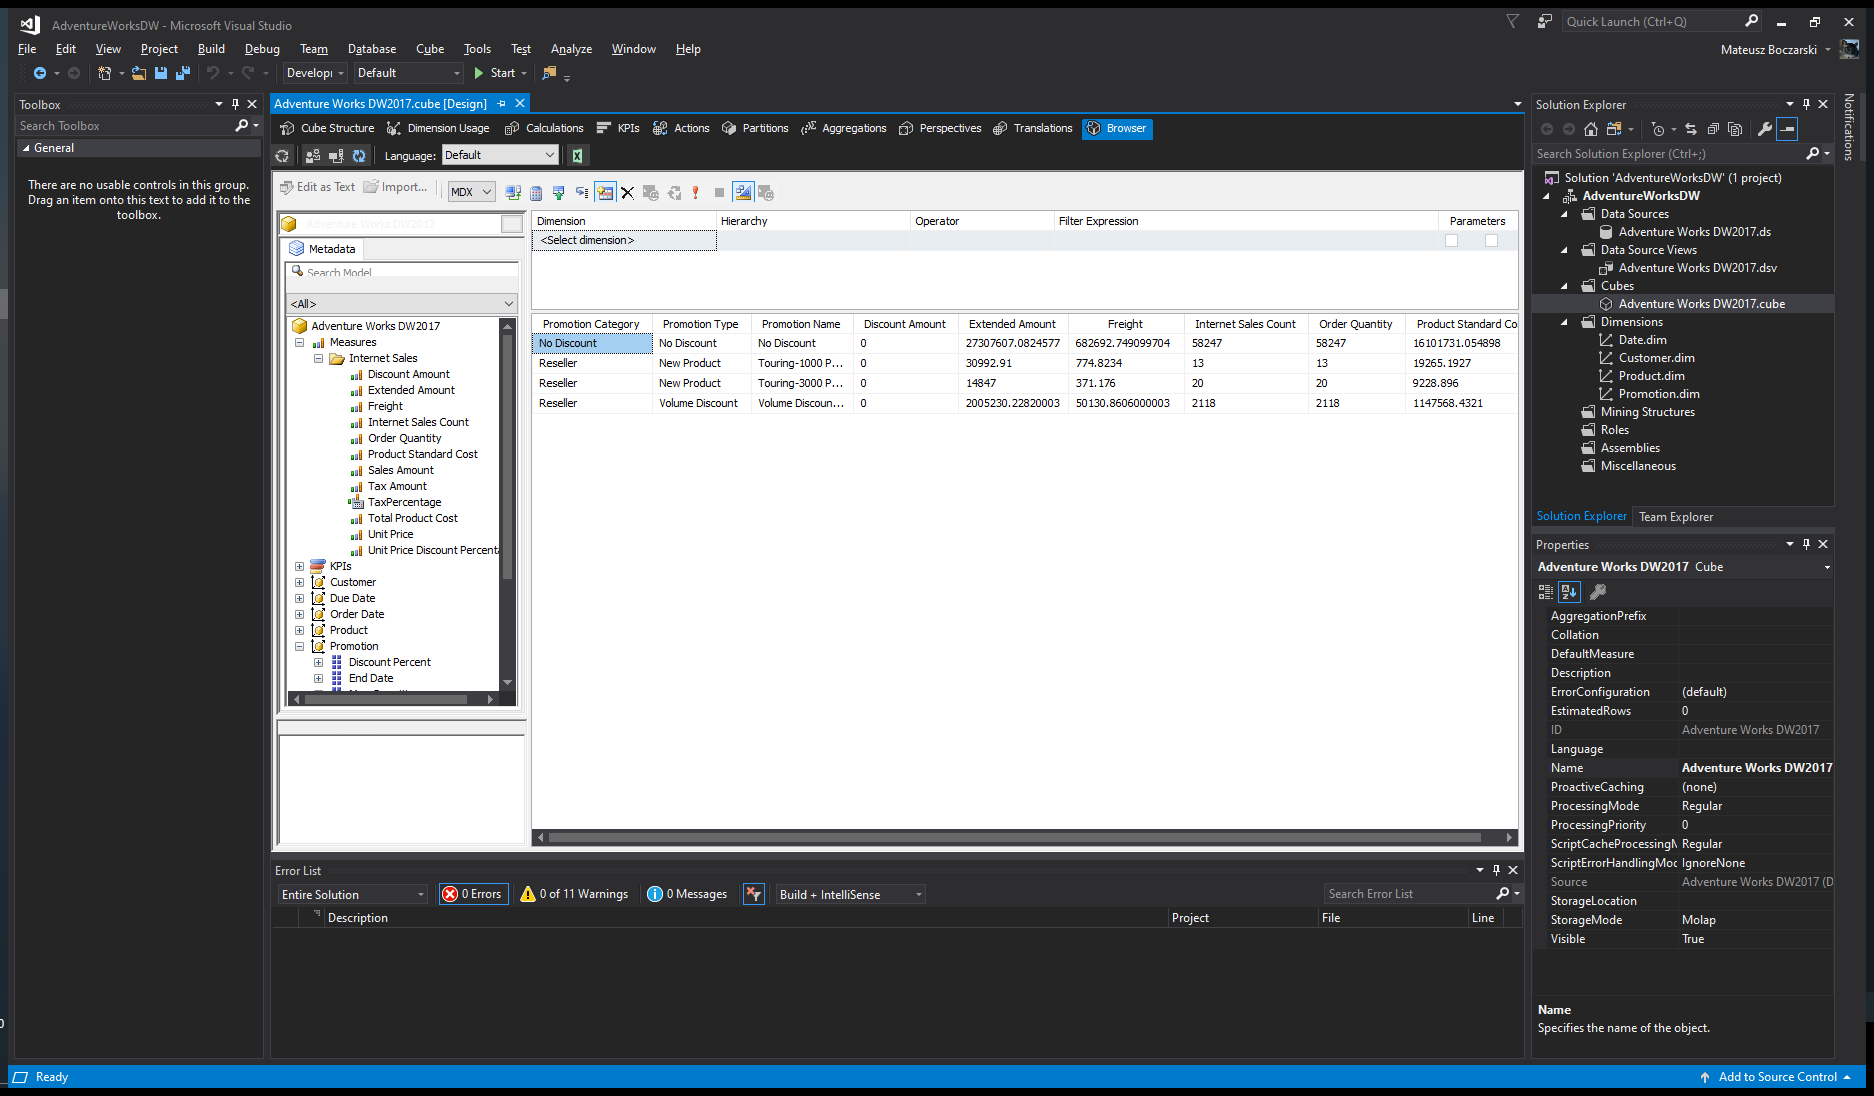 AdventureWorksDW - Microsoft Visual Studio
Quick Launch (Ctrl+Q)
File Edit View Project Build Debug Team Database Cube Tools Test Analyze Window Help
Mateusz Boczarski
Developi Default Start
Toolbox
Search Toolbox
General
There are no usable controls in this group.
Drag an item onto this text to add it to the
toolbox.
Adventure Works DW2017.cube [Design]
Cube Structure Dimension Usage Calculations KPIs Actions Partitions Aggregations Perspectives Translations Browser
Language: Default
Edit as Text Import... MDX
Adventure Works DW2017
Metadata
Search Model
<All>
Adventure Works DW2017
Measures
Internet Sales
Discount Amount
Extended Amount
Freight
Internet Sales Count
Order Quantity
Product Standard Cost
Sales Amount
Tax Amount
TaxPercentage
Total Product Cost
Unit Price
Unit Price Discount Percent
KPIs
Customer
Due Date
Order Date
Product
Promotion
Discount Percent
End Date
Dimension Hierarchy Operator Filter Expression Parameters
<Select dimension>
Promotion Category Promotion Type Promotion Name Discount Amount Extended Amount Freight Internet Sales Count Order Quantity Product Standard Co
No Discount No Discount No Discount 0 27307607.0824577 682692.749099704 58247 58247 16101731.054898
Reseller New Product Touring-1000 P... 0 30992.91 774.8234 13 13 19265.1927
Reseller New Product Touring-3000 P... 0 14847 371.176 20 20 9228.896
Reseller Volume Discount Volume Discoun... 0 2005230.22820003 50130.8606000003 2118 2118 1147568.4321
Error List
Entire Solution 0 Errors 0 of 11 Warnings 0 Messages Build + IntelliSense Search Error List
Description Project File Line
Solution Explorer
Search Solution Explorer (Ctrl+;)
Solution 'AdventureWorksDW' (1 project)
AdventureWorksDW
Data Sources
Adventure Works DW2017.ds
Data Source Views
Adventure Works DW2017.dsv
Cubes
Adventure Works DW2017.cube
Dimensions
Date.dim
Customer.dim
Product.dim
Promotion.dim
Mining Structures
Roles
Assemblies
Miscellaneous
Solution Explorer Team Explorer
Notifications
Properties
Adventure Works DW2017 Cube
AggregationPrefix
Collation
DefaultMeasure
Description
ErrorConfiguration (default)
EstimatedRows 0
ID Adventure Works DW2017
Language
Name Adventure Works DW2017
ProactiveCaching (none)
ProcessingMode Regular
ProcessingPriority 0
ScriptCacheProcessingM Regular
ScriptErrorHandlingMoc IgnoreNone
Source Adventure Works DW2017 (D
StorageLocation
StorageMode Molap
Visible True
Name
Specifies the name of the object.
Ready
Add to Source Control